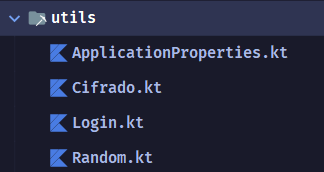 utils
ApplicationProperties.kt
Cifrado.kt
Login.kt
Random.kt